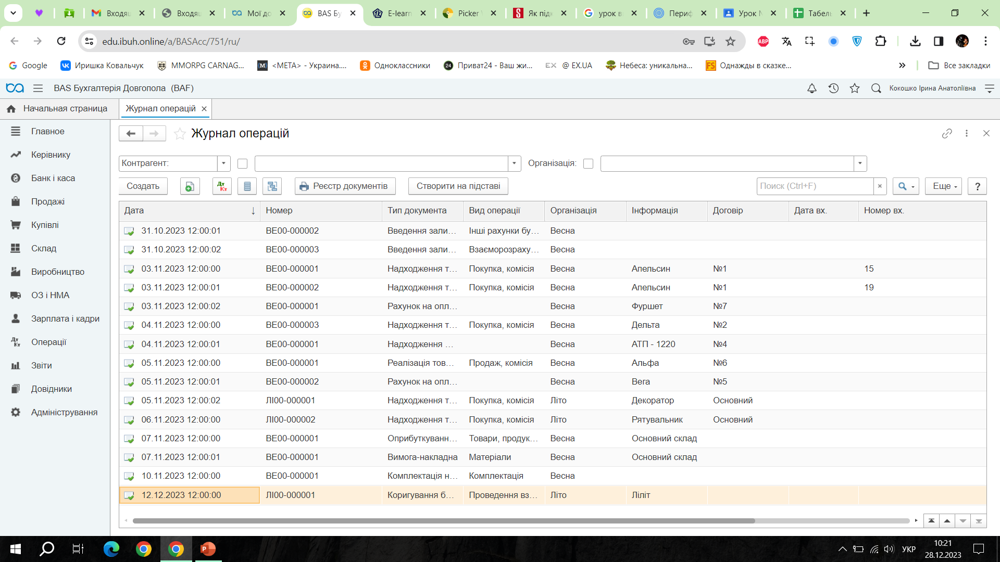 Входящ
Входящ
Мої до
BAS Бу
E-learn
Picker
Як під
урок в
Периф
Урок №
Табель
edu.ibuh.online/a/BASAcc/751/ru/
ABP
Google
Иришка Ковальчук
MMORPG CARNAG...
<META> - Украина....
Одноклассники
24
Приват24 - Ваш жи...
EX @ EX.UA
Небеса: уникальна...
FS
Однажды в сказке...
Все закладки
BAS Бухгалтерія Довгопола (BAF)
Кокошко Ірина Анатоліївна
Начальная страница
Журнал операцій
Главное
Керівнику
Банк і каса
Продажі
Купівлі
Склад
Виробництво
ОЗ і НМА
Зарплата і кадри
Операції
Звіти
Довідники
Адміністрування
Журнал операцій
Контрагент:
Організація:
Создать
Дт Кт
Реєстр документів
Створити на підставі
Поиск (Ctrl+F)
Еще
?
Дата ↓ Номер Тип документа Вид операції Організація Інформація Договір Дата вх. Номер вх.
31.10.2023 12:00:01 ВЕ00-000002 Введення зали... Інші рахунки бу... Весна
31.10.2023 12:00:02 ВЕ00-000003 Введення зали... Взаєморозраху... Весна
03.11.2023 12:00:00 ВЕ00-000001 Надходження т... Покупка, комісія Весна Апельсин №1 15
03.11.2023 12:00:01 ВЕ00-000002 Надходження т... Покупка, комісія Весна Апельсин №1 19
03.11.2023 12:00:02 ВЕ00-000001 Рахунок на опл... Весна Фуршет №7
04.11.2023 12:00:00 ВЕ00-000003 Надходження т... Покупка, комісія Весна Дельта №2
04.11.2023 12:00:01 ВЕ00-000001 Надходження ... Весна АТП - 1220 №4
05.11.2023 12:00:00 ВЕ00-000001 Реалізація тов... Продаж, комісія Весна Альфа №6
05.11.2023 12:00:01 ВЕ00-000002 Рахунок на опл... Весна Вега №5
05.11.2023 12:00:02 ЛІ00-000001 Надходження т... Покупка, комісія Літо Декоратор Основний
06.11.2023 12:00:00 ЛІ00-000002 Надходження т... Покупка, комісія Літо Рятувальник Основний
07.11.2023 12:00:00 ВЕ00-000001 Оприбуткуванн... Товари, продук... Весна Основний склад
07.11.2023 12:00:01 ВЕ00-000001 Вимога-накладна Матеріали Весна Основний склад
10.11.2023 12:00:00 ВЕ00-000001 Комплектація н... Комплектація Весна
12.12.2023 12:00:00 ЛІ00-000001 Коригування б... Проведення вз... Літо Ліліт
УКР
10:21
28.12.2023